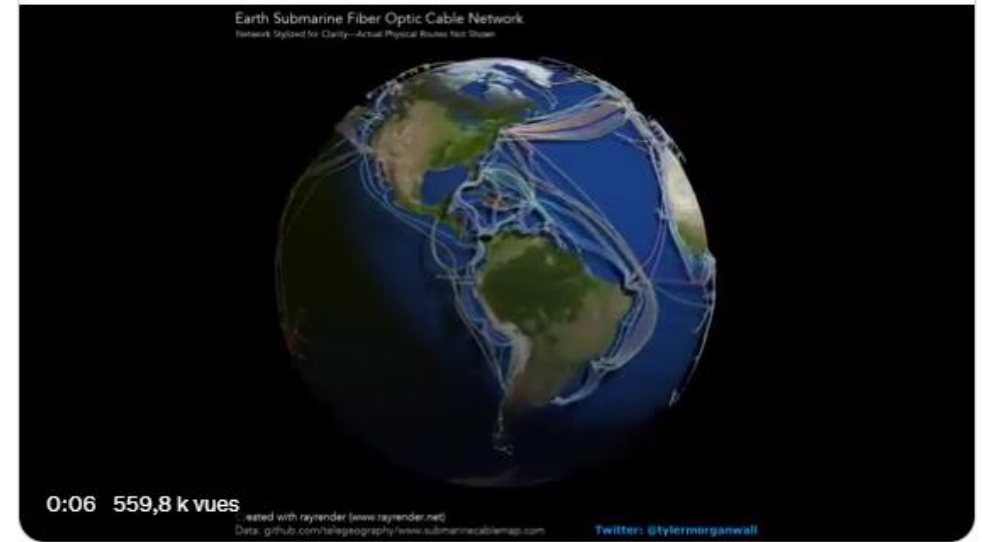 Earth Submarine Fiber Optic Cable Network
Network Stylized for Clarity—Actual Physical Routes Not Shown
0:06 559,8 k vues
eated with rayrender (www.rayrender.net)
Data: github.com/telegeography/www.submarinecablemap.com
Twitter: @tylermorganwall